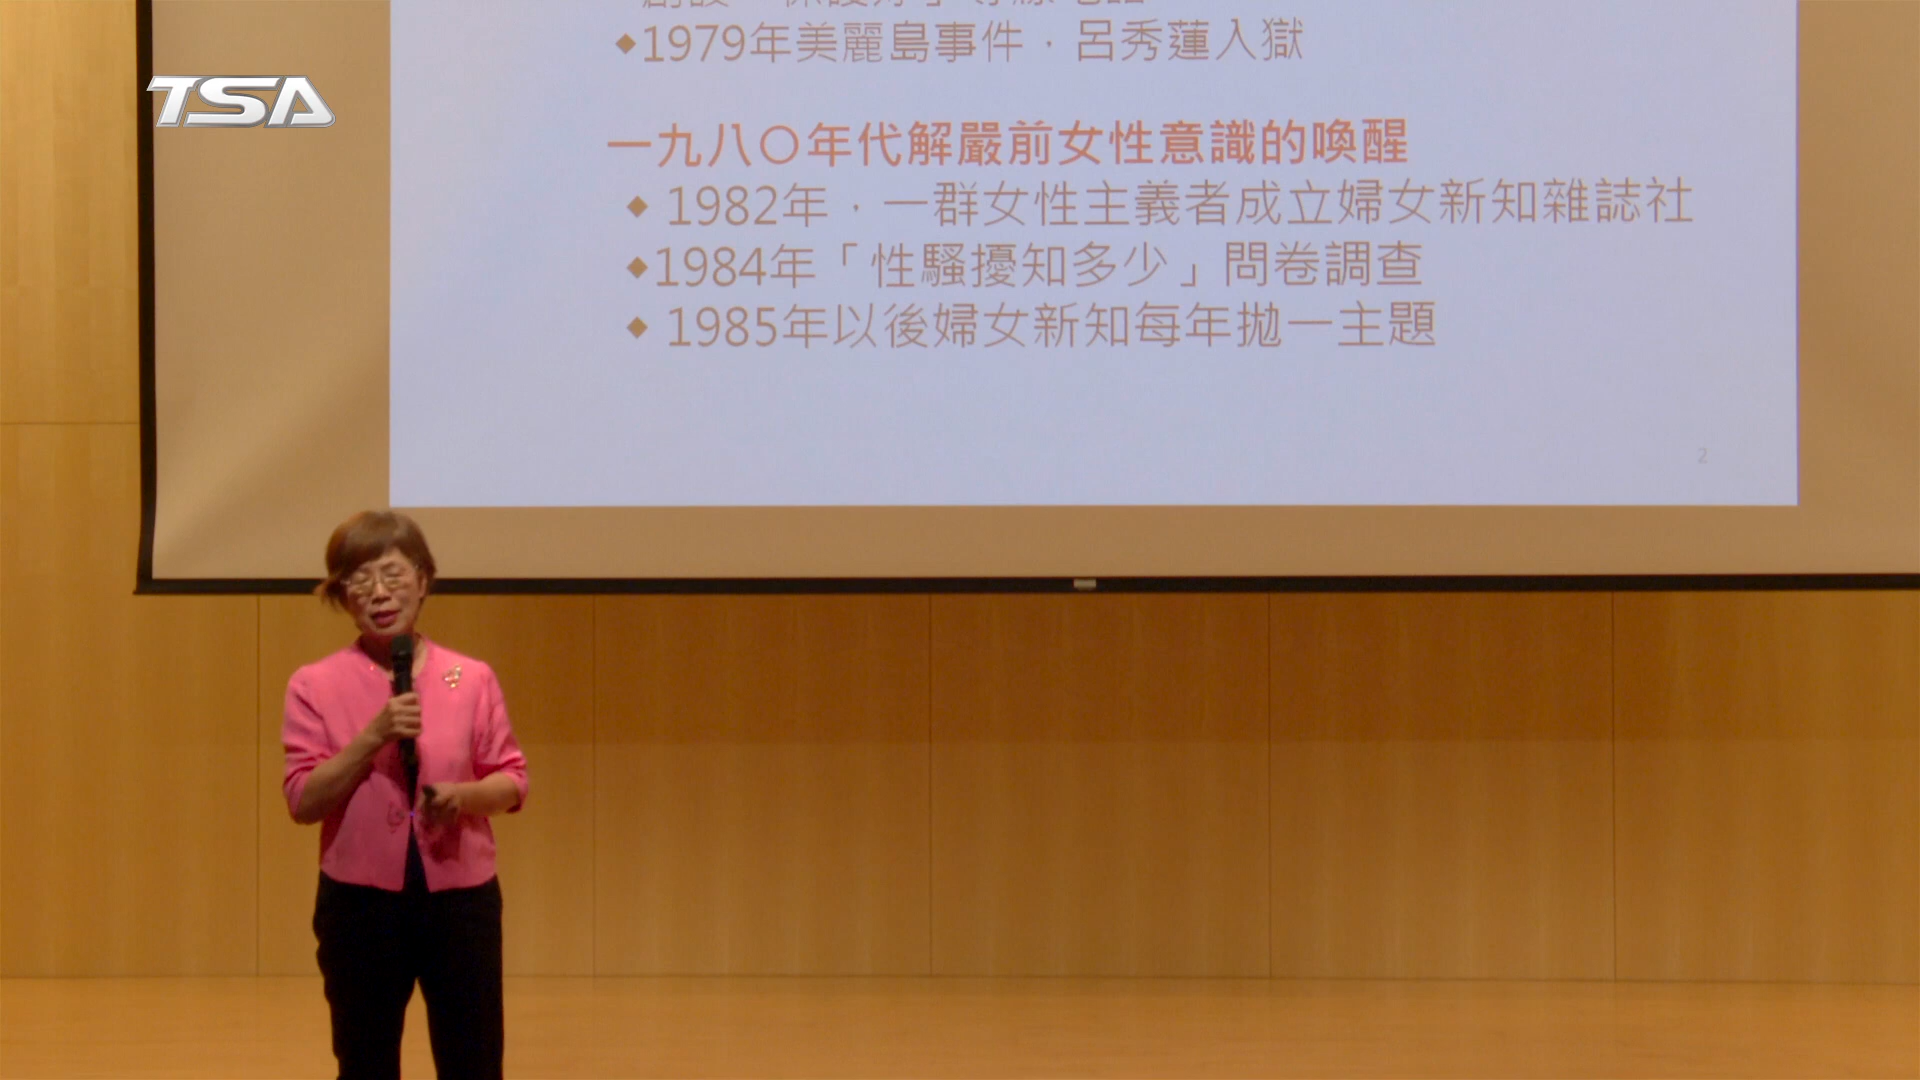 ◆1979年美麗島事件，呂秀蓮入獄
TSA
一九八〇年代解嚴前女性意識的喚醒
◆ 1982年，一群女性主義者成立婦女新知雜誌社
◆1984年「性騷擾知多少」問卷調查
◆ 1985年以後婦女新知每年拋一主題
2